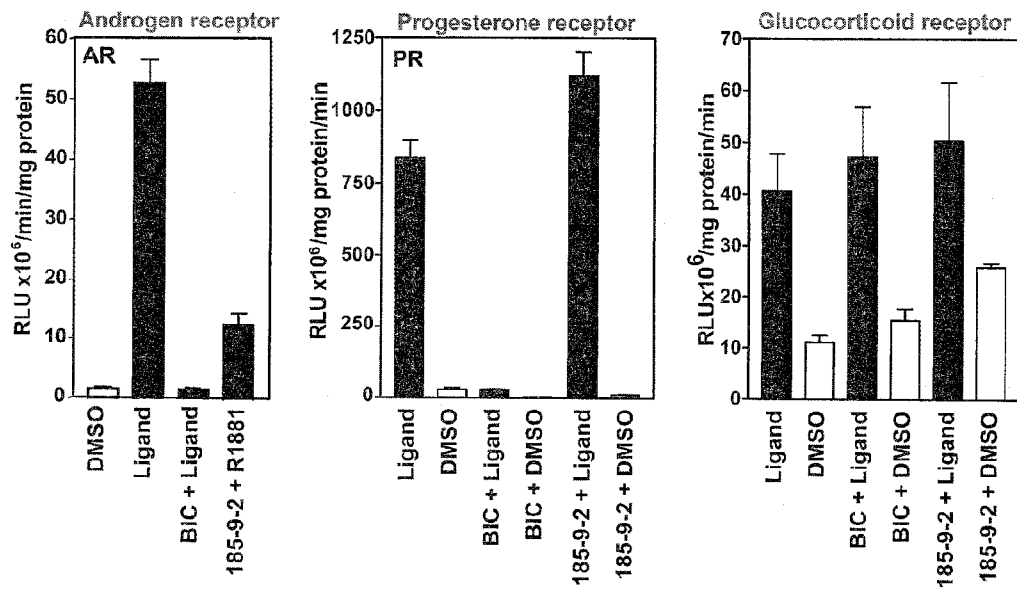 Androgen receptor
AR
RLU x10⁶/min/mg protein
60
50
40
30
20
10
0
DMSO
Ligand
BIC + Ligand
185-9-2 + R1881
Progesterone receptor
PR
RLU x10⁶/mg protein/min
1250
1000
750
500
250
0
Ligand
DMSO
BIC + Ligand
BIC + DMSO
185-9-2 + Ligand
185-9-2 + DMSO
Glucocorticoid receptor
RLUx10⁶/mg protein/min
70
60
50
40
30
20
10
0
Ligand
DMSO
BIC + Ligand
BIC + DMSO
185-9-2 + Ligand
185-9-2 + DMSO